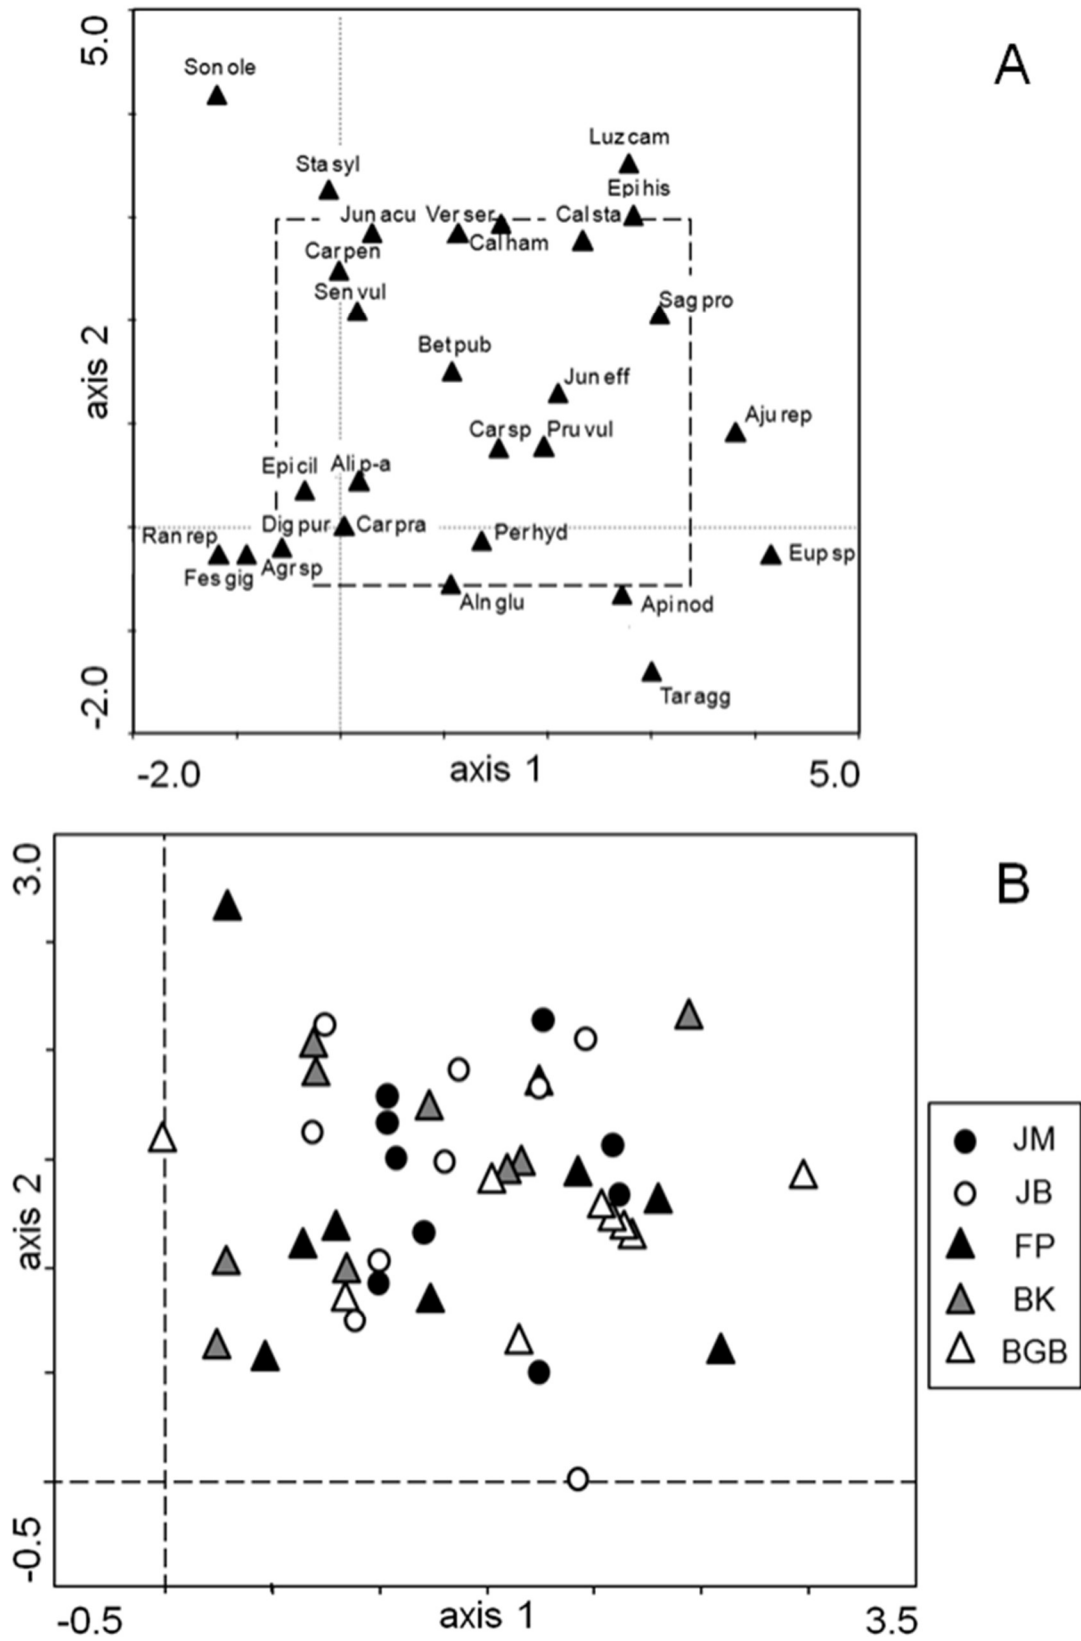 5.0
A
Son ole
Luz cam
Sta syl
Epi his
Jun acu Ver ser Cal sta
Cal ham
Car pen
Sen vul
Sag pro
axis 2
Bet pub
Jun eff
Aju rep
Car sp Pru vul
Epi cil Ali p-a
Dig pur Car pra
Ran rep
Per hyd
Eup sp
Agr sp
Fes gig
Aln glu
Api nod
Tar agg
-2.0
-2.0 axis 1 5.0
3.0
B
axis 2
JM
JB
FP
BK
BGB
-0.5
-0.5 axis 1 3.5